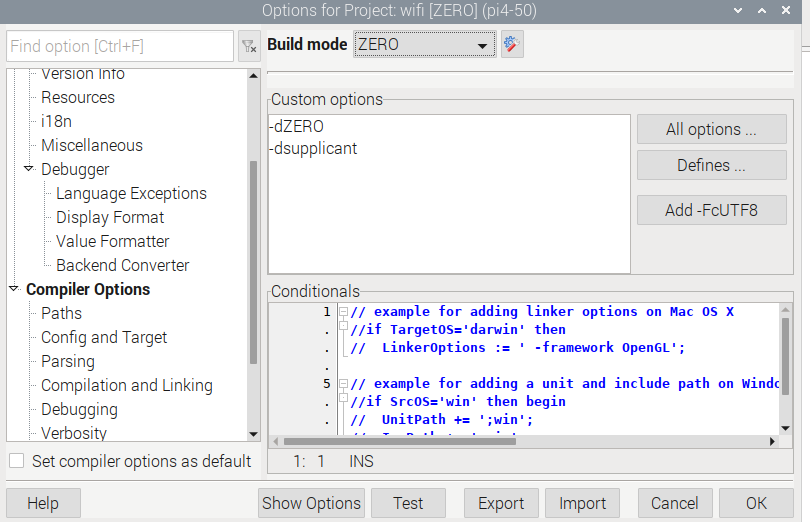 Options for Project: wifi [ZERO] (pi4-50)
Find option [Ctrl+F]
Build mode ZERO
Version Info
Resources
i18n
Miscellaneous
Debugger
Language Exceptions
Display Format
Value Formatter
Backend Converter
Compiler Options
Paths
Config and Target
Parsing
Compilation and Linking
Debugging
Verbosity
Set compiler options as default
Custom options
-dZERO
-dsupplicant
All options ...
Defines ...
Add -FcUTF8
Conditionals
1 // example for adding linker options on Mac OS X
. //if TargetOS='darwin' then
. //  LinkerOptions := ' -framework OpenGL';
.
5 // example for adding a unit and include path on Windo
. //if SrcOS='win' then begin
. //  UnitPath += ';win';
1: 1 INS
Help Show Options Test Export Import Cancel OK